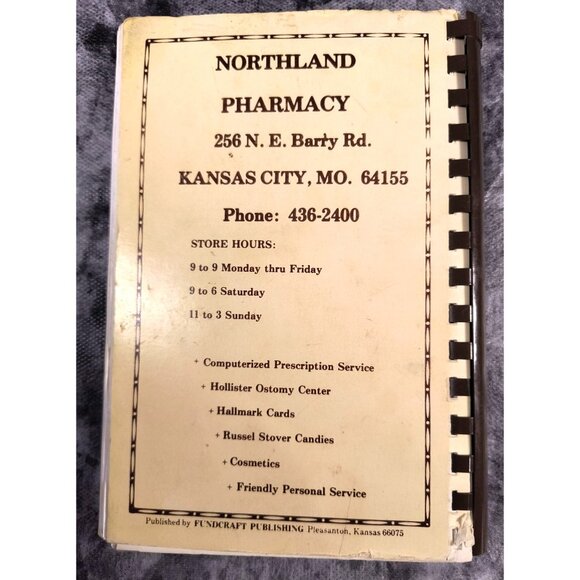 NORTHLAND
PHARMACY
256 N. E. Barry Rd.
KANSAS CITY, MO. 64155
Phone: 436-2400
STORE HOURS:
9 to 9 Monday thru Friday
9 to 6 Saturday
11 to 3 Sunday
+ Computerized Prescription Service
+ Hollister Ostomy Center
+ Hallmark Cards
+ Russel Stover Candies
+ Cosmetics
+ Friendly Personal Service
Published by FUNDCRAFT PUBLISHING Pleasanton, Kansas 66075